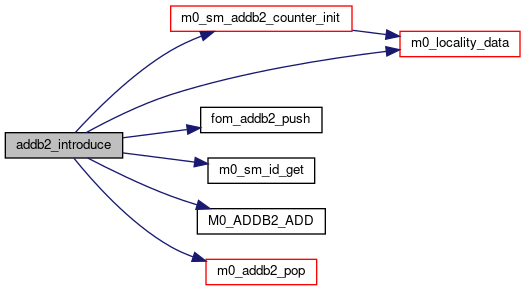 m0_sm_addb2_counter_init
m0_locality_data
fom_addb2_push
addb2_introduce
m0_sm_id_get
M0_ADDB2_ADD
m0_addb2_pop